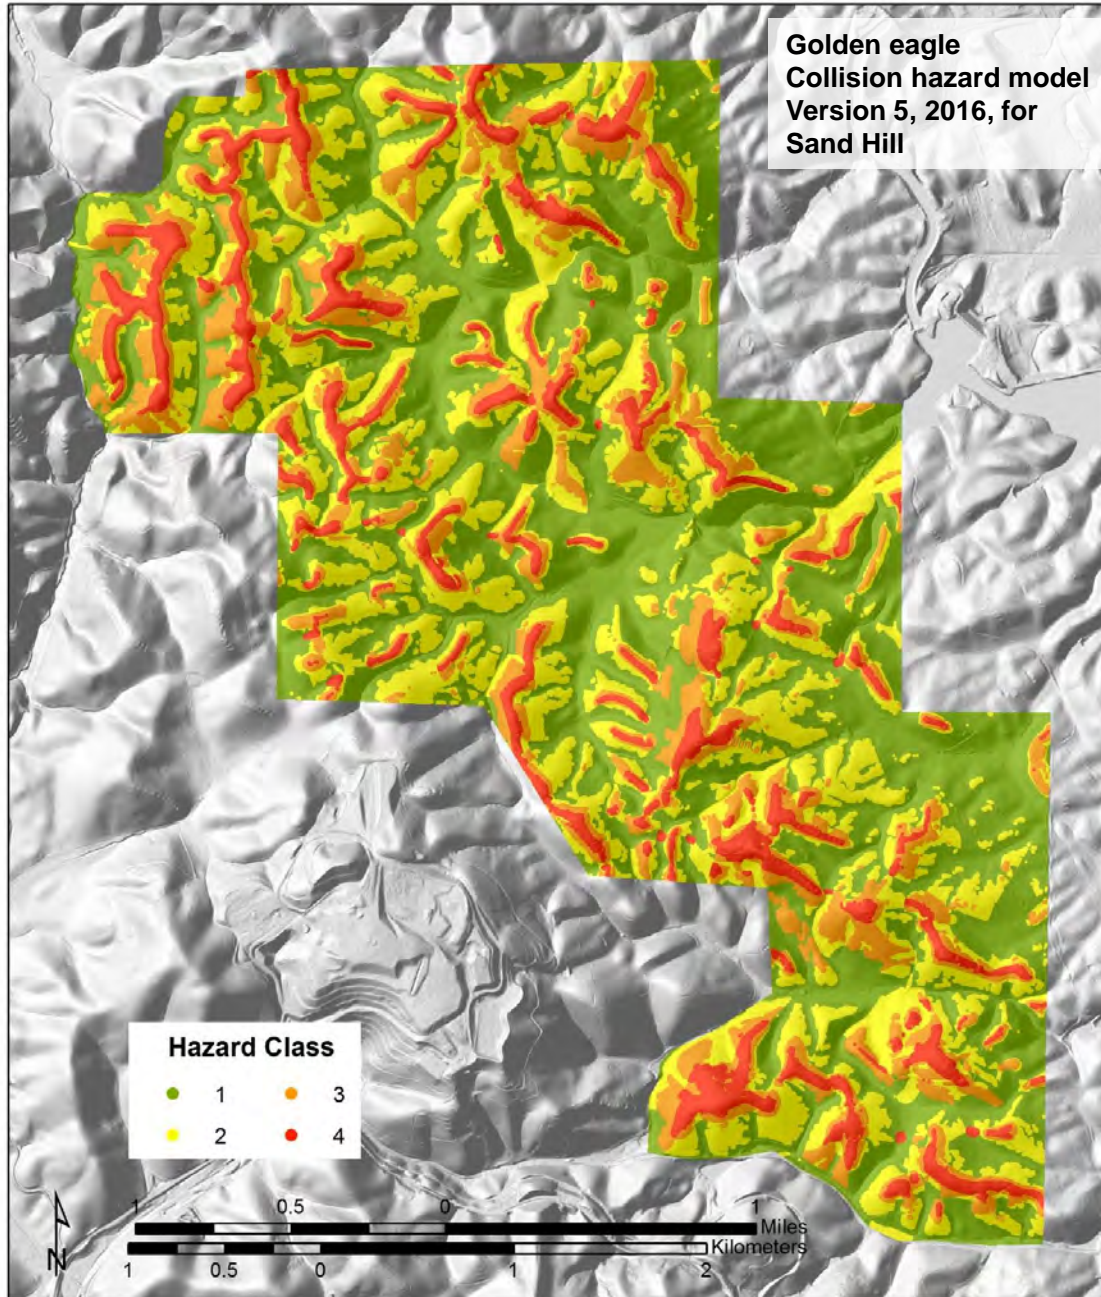 Golden eagle
Collision hazard model
Version 5, 2016, for
Sand Hill
Hazard Class
1 3
2 4
1 0.5 0 1
Miles
Kilometers
1 0.5 0 1 2
N